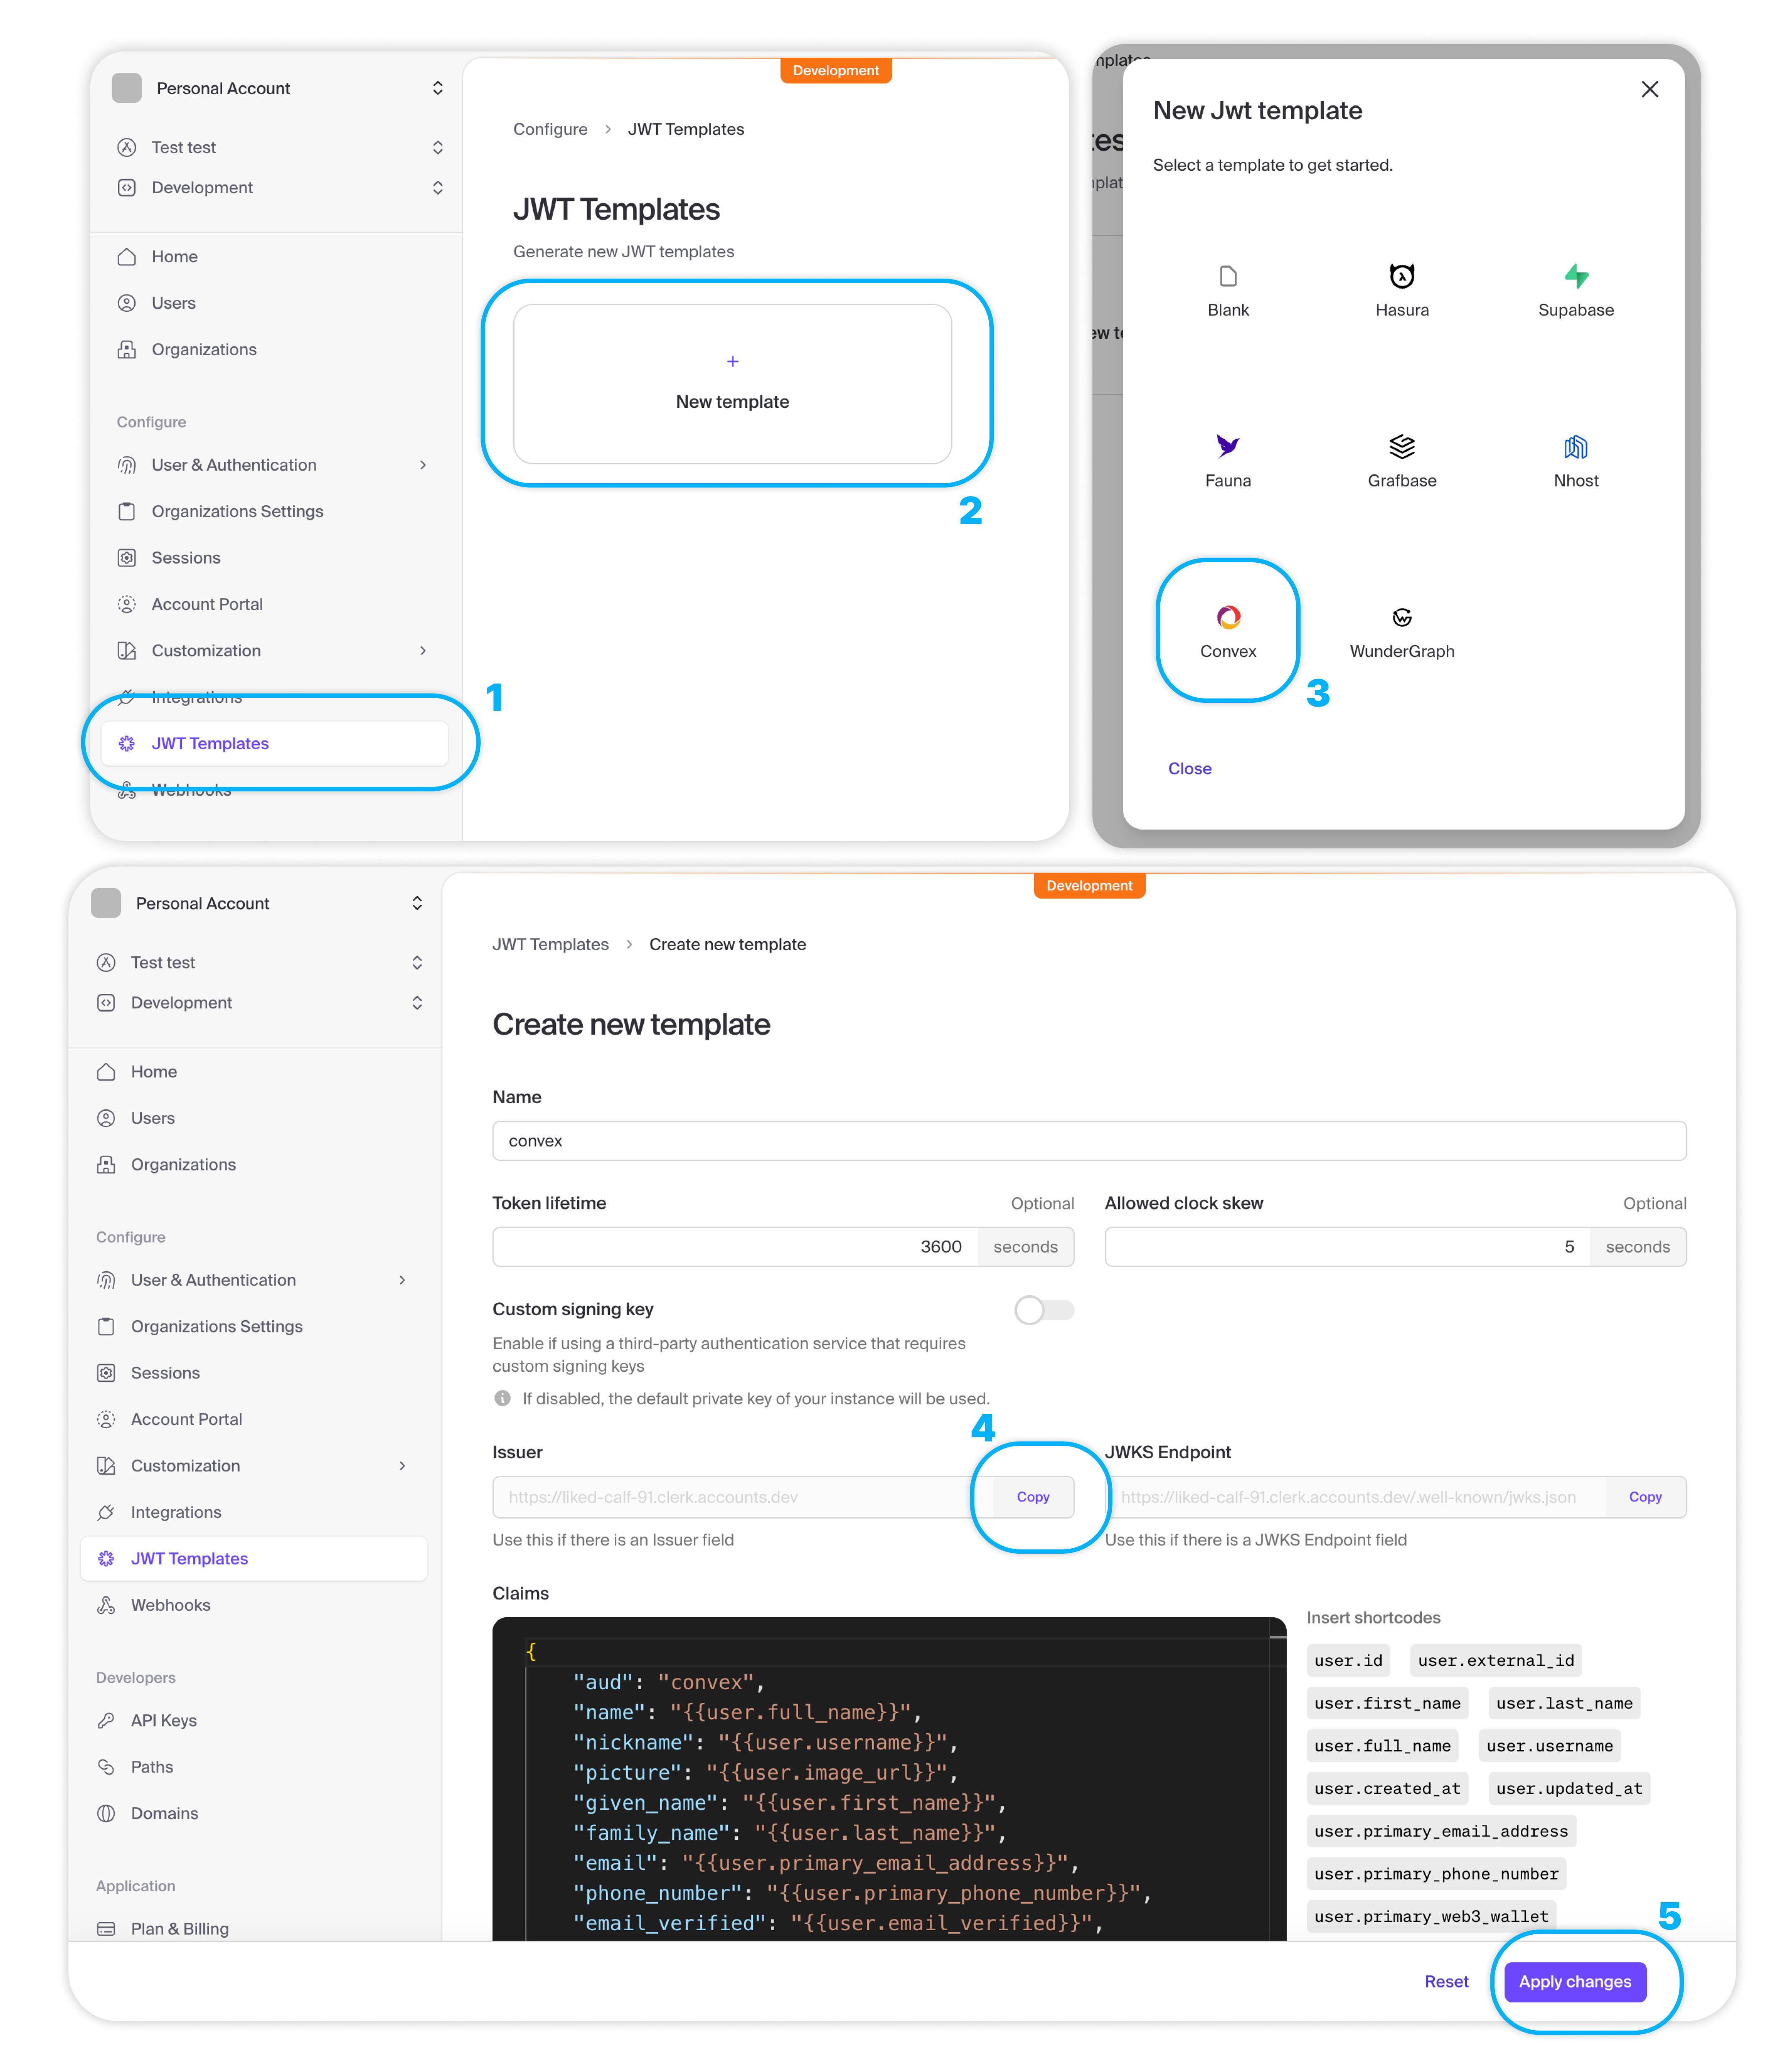 Personal Account
Test test
Development
Home
Users
Organizations
Configure
User & Authentication
Organizations Settings
Sessions
Account Portal
Customization
Integrations
JWT Templates
Webhooks
1
Development
Configure > JWT Templates
JWT Templates
Generate new JWT templates
+
New template
2
New Jwt template
Select a template to get started.
Blank
Hasura
Supabase
Fauna
Grafbase
Nhost
Convex
WunderGraph
3
Close
Personal Account
Test test
Development
Home
Users
Organizations
Configure
User & Authentication
Organizations Settings
Sessions
Account Portal
Customization
Integrations
JWT Templates
Webhooks
Developers
API Keys
Paths
Domains
Application
Plan & Billing
Development
JWT Templates > Create new template
Create new template
Name
convex
Token lifetime Optional
3600 seconds
Allowed clock skew Optional
5 seconds
Custom signing key
Enable if using a third-party authentication service that requires
custom signing keys
If disabled, the default private key of your instance will be used.
4
Issuer
https://liked-calf-91.clerk.accounts.dev Copy
Use this if there is an Issuer field
JWKS Endpoint
https://liked-calf-91.clerk.accounts.dev/.well-known/jwks.json Copy
Use this if there is a JWKS Endpoint field
Claims
{
"aud": "convex",
"name": "{{user.full_name}}",
"nickname": "{{user.username}}",
"picture": "{{user.image_url}}",
"given_name": "{{user.first_name}}",
"family_name": "{{user.last_name}}",
"email": "{{user.primary_email_address}}",
"phone_number": "{{user.primary_phone_number}}",
"email_verified": "{{user.email_verified}}",
Insert shortcodes
user.id user.external_id
user.first_name user.last_name
user.full_name user.username
user.created_at user.updated_at
user.primary_email_address
user.primary_phone_number
user.primary_web3_wallet
5
Reset Apply changes